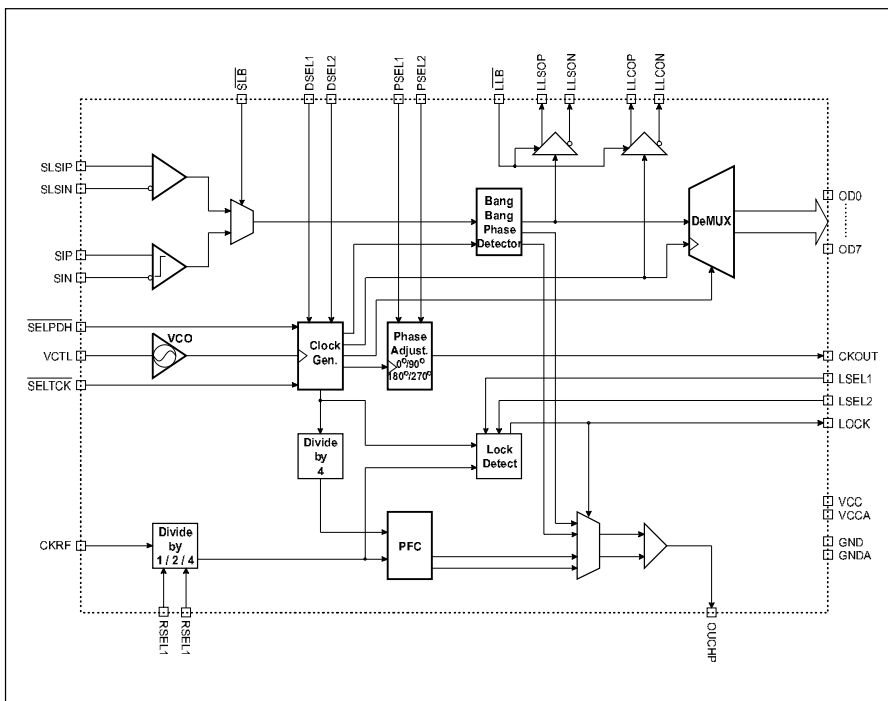 SLB
DSEL1
DSEL2
PSEL1
PSEL2
LLB
LLSOP
LLSON
LLCOP
LLCON
SLSIP
SLSIN
SIP
SIN
Bang
Bang
Phase
Detector
DeMUX
OD0
OD7
SELPDH
VCTL
SELTCK
VCO
Clock
Gen.
Phase
Adjust.
0°/90°
180°/270°
CKOUT
LSEL1
LSEL2
LOCK
Divide
by
4
Lock
Detect
VCC
VCCA
GND
GNDA
CKRF
Divide
by
1 / 2 / 4
PFC
RSEL1
RSEL1
OUCHP